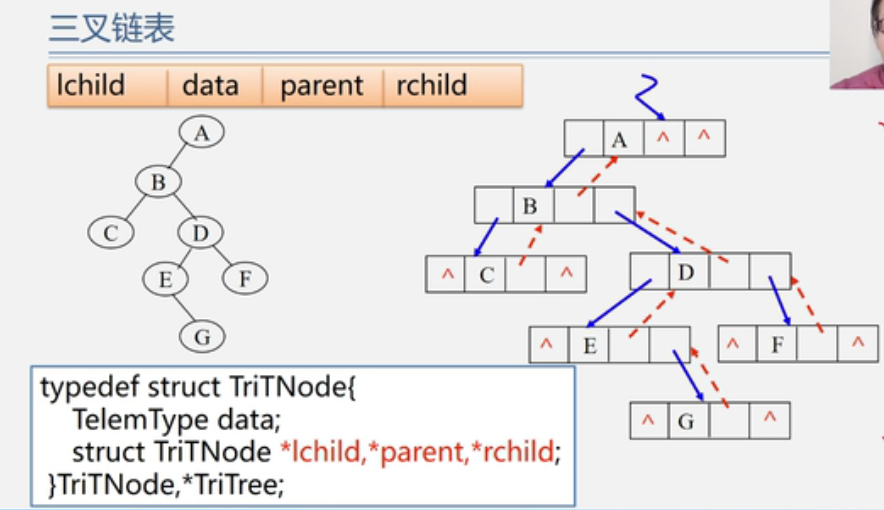 三叉链表
lchild data parent rchild
A
B
C D
E F
G
A ^ ^
B
^ C ^
D
^ E
^ F ^
^ G ^
typedef struct TriTNode{
TelemType data;
struct TriTNode *lchild,*parent,*rchild;
}TriTNode,*TriTree;